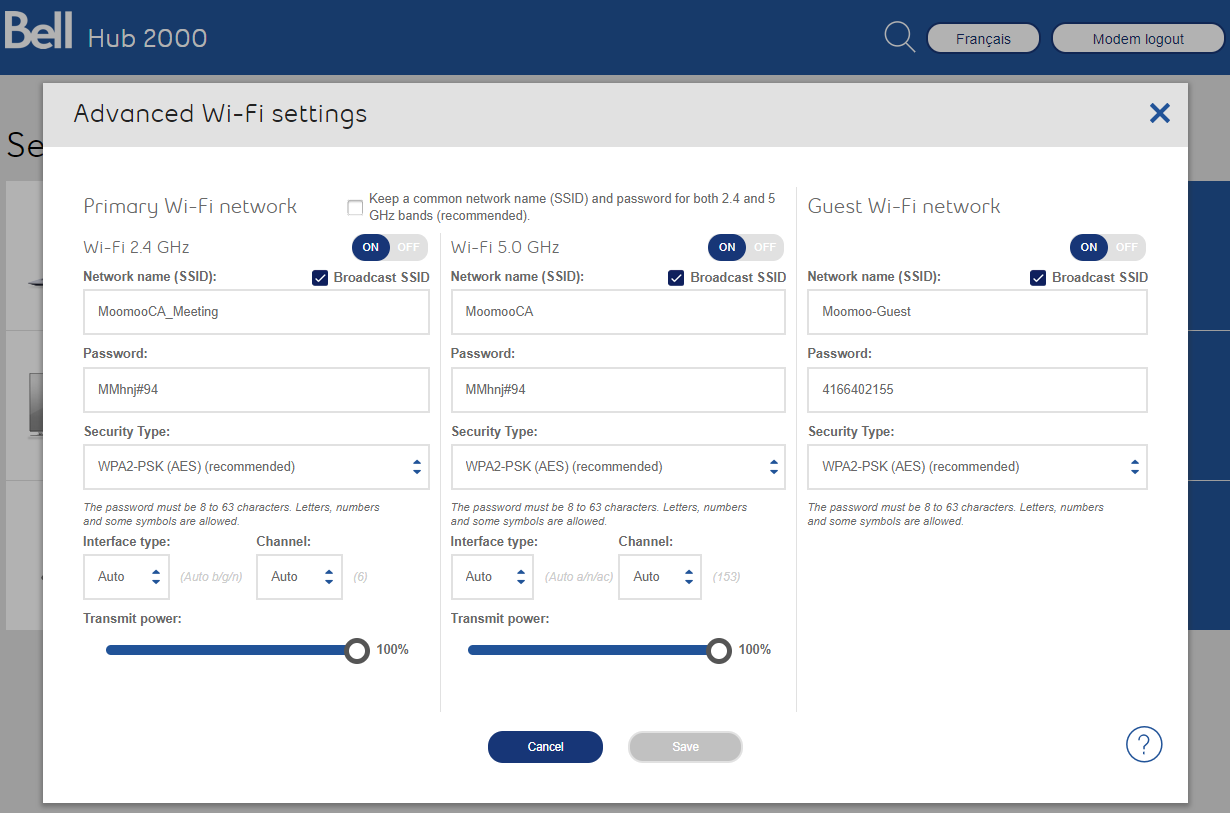 Bell Hub 2000
Français
Modem logout
Se
Advanced Wi-Fi settings
Primary Wi-Fi network
Keep a common network name (SSID) and password for both 2.4 and 5
GHz bands (recommended).
Wi-Fi 2.4 GHz
ON OFF
Network name (SSID):
Broadcast SSID
MoomooCA_Meeting
Password:
MMhnj#94
Security Type:
WPA2-PSK (AES) (recommended)
The password must be 8 to 63 characters. Letters, numbers
and some symbols are allowed.
Interface type:
Channel:
Auto
(Auto b/g/n)
Auto
(6)
Transmit power:
100%
Wi-Fi 5.0 GHz
ON OFF
Network name (SSID):
Broadcast SSID
MoomooCA
Password:
MMhnj#94
Security Type:
WPA2-PSK (AES) (recommended)
The password must be 8 to 63 characters. Letters, numbers
and some symbols are allowed.
Interface type:
Channel:
Auto
(Auto a/n/ac)
Auto
(153)
Transmit power:
100%
Guest Wi-Fi network
ON OFF
Network name (SSID):
Broadcast SSID
Moomoo-Guest
Password:
4166402155
Security Type:
WPA2-PSK (AES) (recommended)
The password must be 8 to 63 characters. Letters, numbers
and some symbols are allowed.
Cancel
Save
?